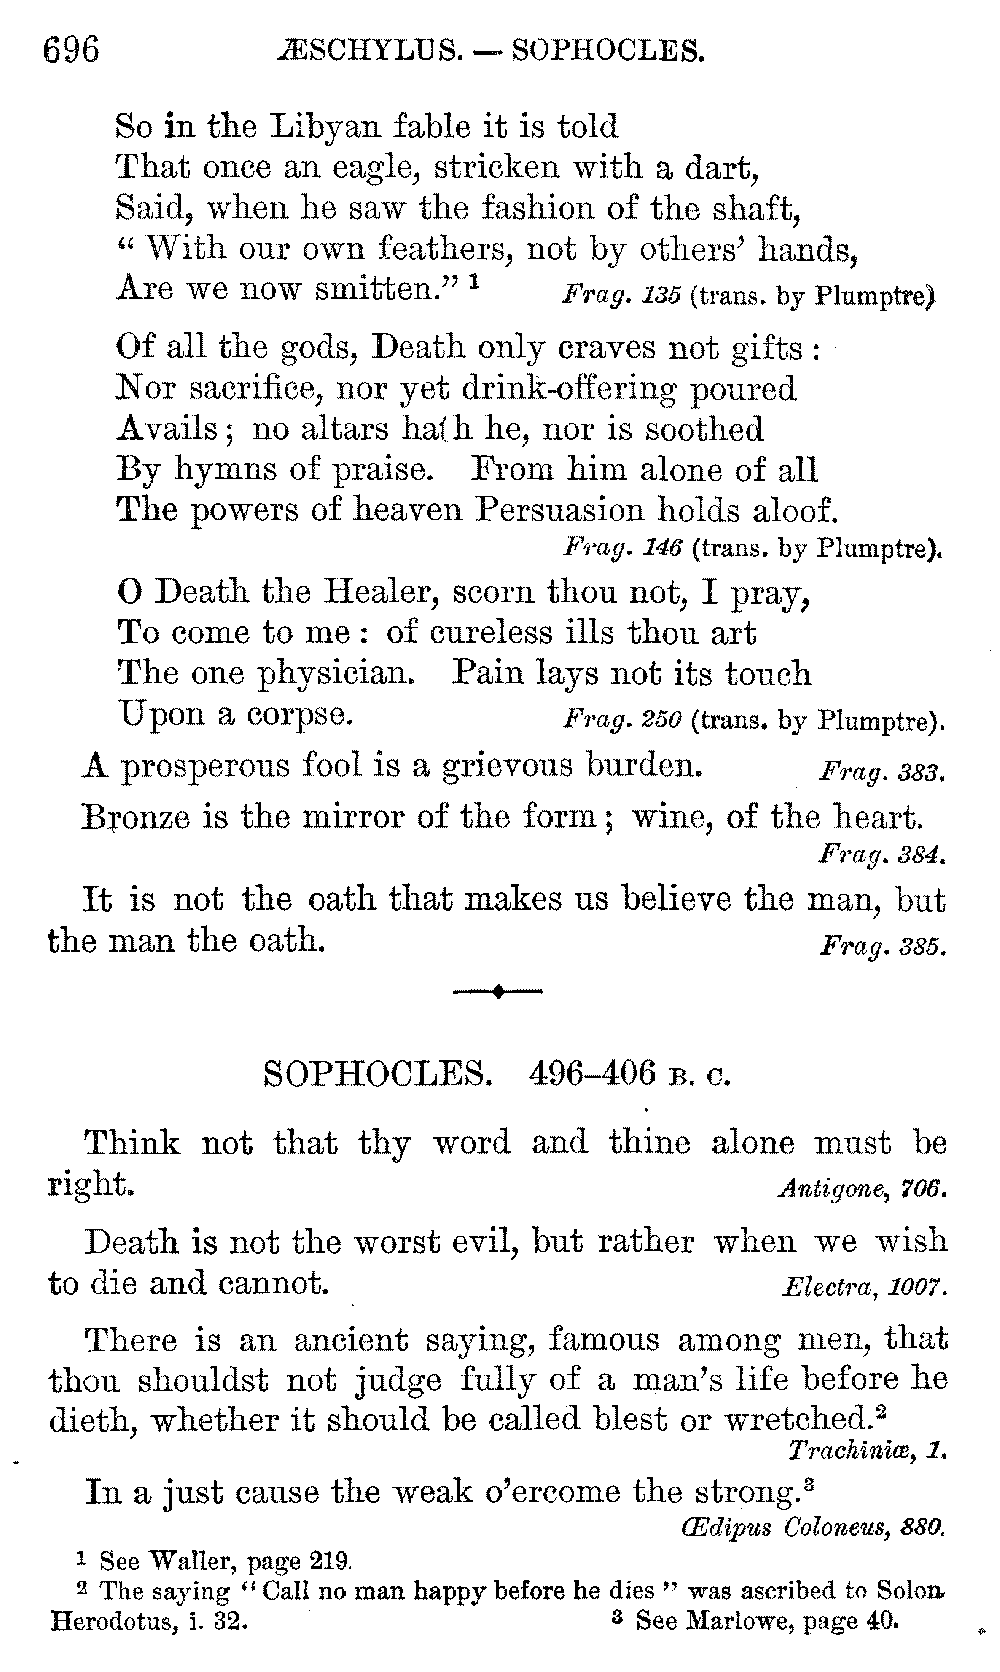 696 ÆSCHYLUS. — SOPHOCLES.
So in the Libyan fable it is told
That once an eagle, stricken with a dart,
Said, when he saw the fashion of the shaft,
“ With our own feathers, not by others’ hands,
Are we now smitten.” ¹ Frag. 135 (trans. by Plumptre)
Of all the gods, Death only craves not gifts :
Nor sacrifice, nor yet drink-offering poured
Avails ; no altars hath he, nor is soothed
By hymns of praise. From him alone of all
The powers of heaven Persuasion holds aloof.
Frag. 146 (trans. by Plumptre).
O Death the Healer, scorn thou not, I pray,
To come to me : of cureless ills thou art
The one physician. Pain lays not its touch
Upon a corpse. Frag. 250 (trans. by Plumptre).
A prosperous fool is a grievous burden. Frag. 383.
Bronze is the mirror of the form ; wine, of the heart.
Frag. 384.
It is not the oath that makes us believe the man, but
the man the oath. Frag. 385.
SOPHOCLES. 496–406 B. C.
Think not that thy word and thine alone must be
right. Antigone, 706.
Death is not the worst evil, but rather when we wish
to die and cannot. Electra, 1007.
There is an ancient saying, famous among men, that
thou shouldst not judge fully of a man’s life before he
dieth, whether it should be called blest or wretched.²
Trachiniæ, 1.
In a just cause the weak o’ercome the strong.³
Œdipus Coloneus, 880.
¹ See Waller, page 219.
² The saying “Call no man happy before he dies ” was ascribed to Solon.
Herodotus, i. 32. ³ See Marlowe, page 40.